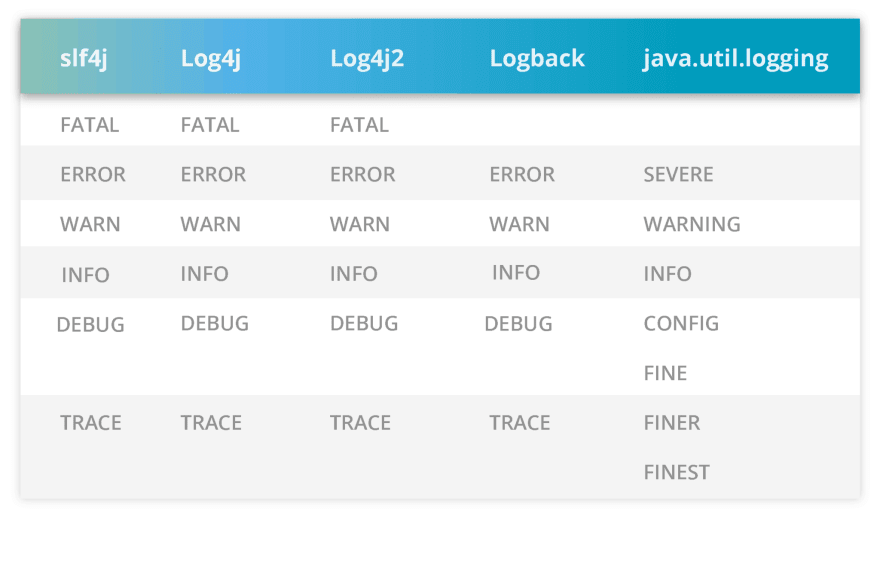 slf4j Log4j Log4j2 Logback java.util.logging
FATAL FATAL FATAL
ERROR ERROR ERROR ERROR SEVERE
WARN WARN WARN WARN WARNING
INFO INFO INFO INFO INFO
DEBUG DEBUG DEBUG DEBUG CONFIG
FINE
TRACE TRACE TRACE TRACE FINER
FINEST